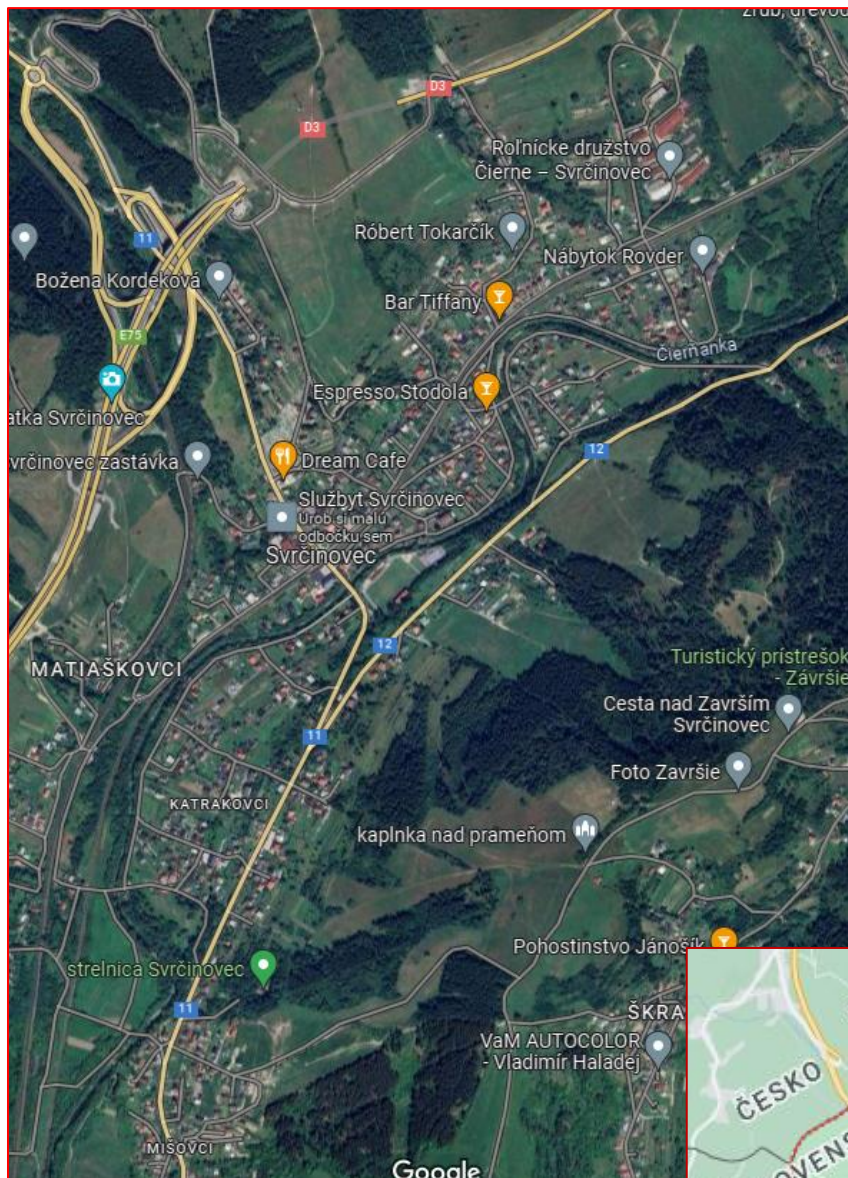 D3
D3
Roľnícke družstvo
Čierne – Svrčinovec
Róbert Tokarčík
11
Nábytok Rovder
Božena Kordeková
Bar Tiffany
E75
Čierňanka
Espresso Stodola
atka Svrčinovec
12
vrčinovec zastávka
Dream Cafe
Službyt Svrčinovec
Urob si malú
odbočku sem
Svrčinovec
12
MATIAŠKOVCI
Turistický prístrešok
- Závršie
Cesta nad Završím
Svrčinovec
11
Foto Završie
KATRAKOVCI
kaplnka nad prameňom
Pohostinstvo Jánošík
strelnica Svrčinovec
11
ŠKRA
VaM AUTOCOLOR
- Vladimír Haladej
ČESKO
MIŠOVCI
OVENS
Google